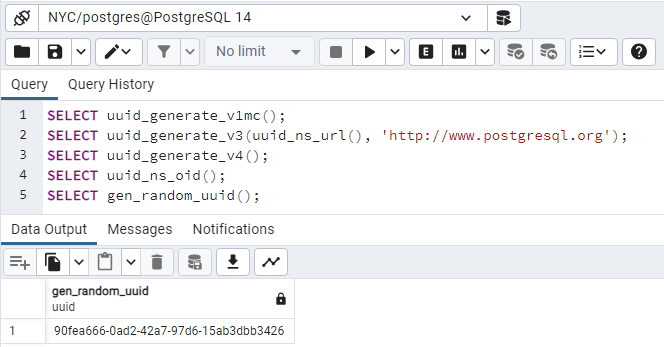 NYC/postgres@PostgreSQL 14
No limit
E
Query Query History
1 SELECT uuid_generate_v1mc();
2 SELECT uuid_generate_v3(uuid_ns_url(), 'http://www.postgresql.org');
3 SELECT uuid_generate_v4();
4 SELECT uuid_ns_oid();
5 SELECT gen_random_uuid();
Data Output Messages Notifications
gen_random_uuid
uuid
1 90fea666-0ad2-42a7-97d6-15ab3dbb3426